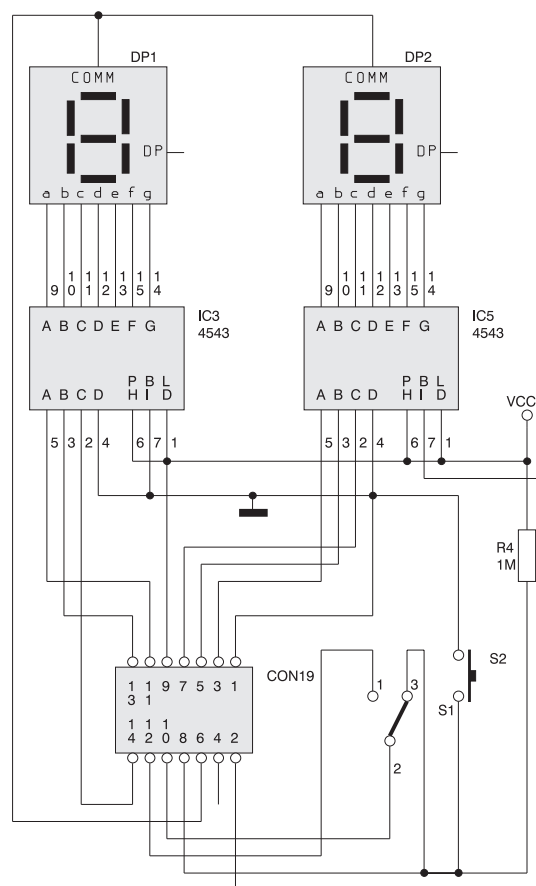 DP1
DP2
COMM
COMM
DP
DP
a b c d e f g
a b c d e f g
9 10 11 12 13 15 14
9 10 11 12 13 15 14
IC3
4543
IC5
4543
A B C D E F G
A B C D E F G
A B C D PH BI LD
A B C D PH BI LD
VCC
5 3 2 4 6 7 1
5 3 2 4 6 7 1
R4
1M
CON19
S2
S1
13 11 9 7 5 3 1
14 12 10 8 6 4 2
1
3
2